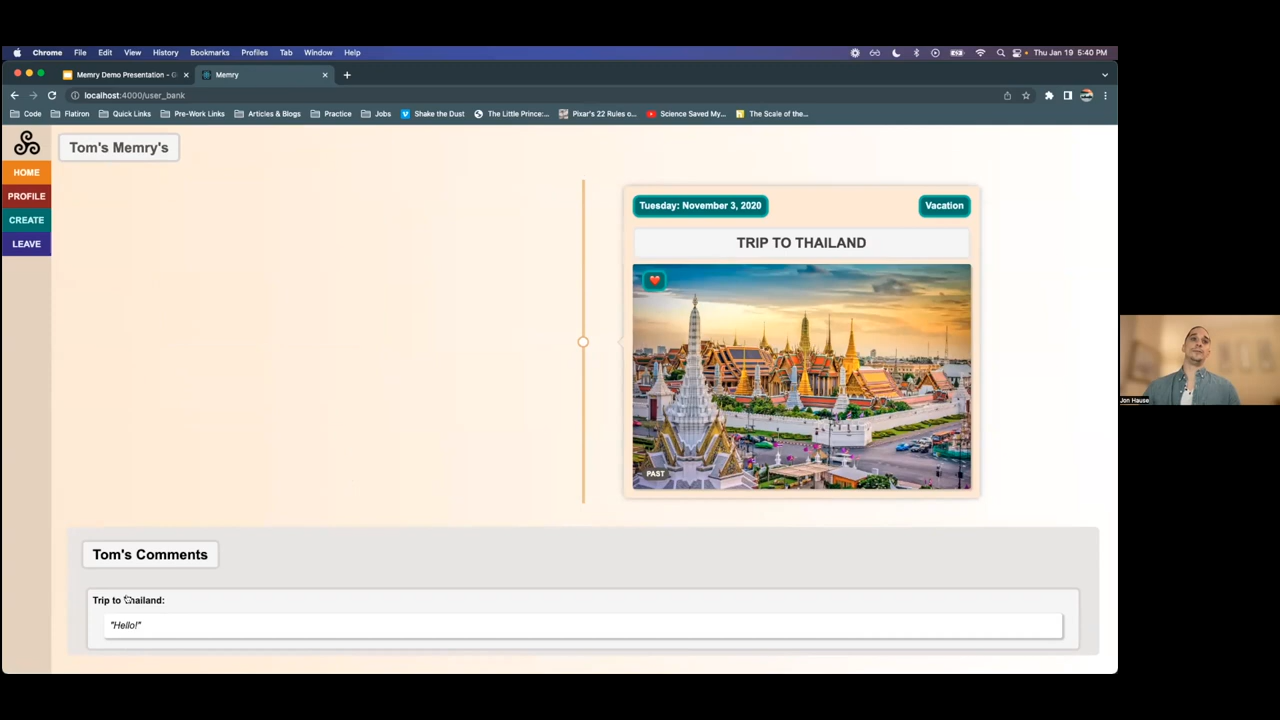 Chrome File Edit View History Bookmarks Profiles Tab Window Help Thu Jan 19 5:40 PM
Memry Demo Presentation - G Memry
localhost:4000/user_bank
Code Flatiron Quick Links Pre-Work Links Articles & Blogs Practice Jobs Shake the Dust The Little Prince:... Pixar's 22 Rules o... Science Saved My... The Scale of the...
Tom's Memry's
HOME
PROFILE
CREATE
LEAVE
Tuesday: November 3, 2020 Vacation
TRIP TO THAILAND
PAST
Jon Hause
Tom's Comments
Trip to Thailand:
"Hello!"